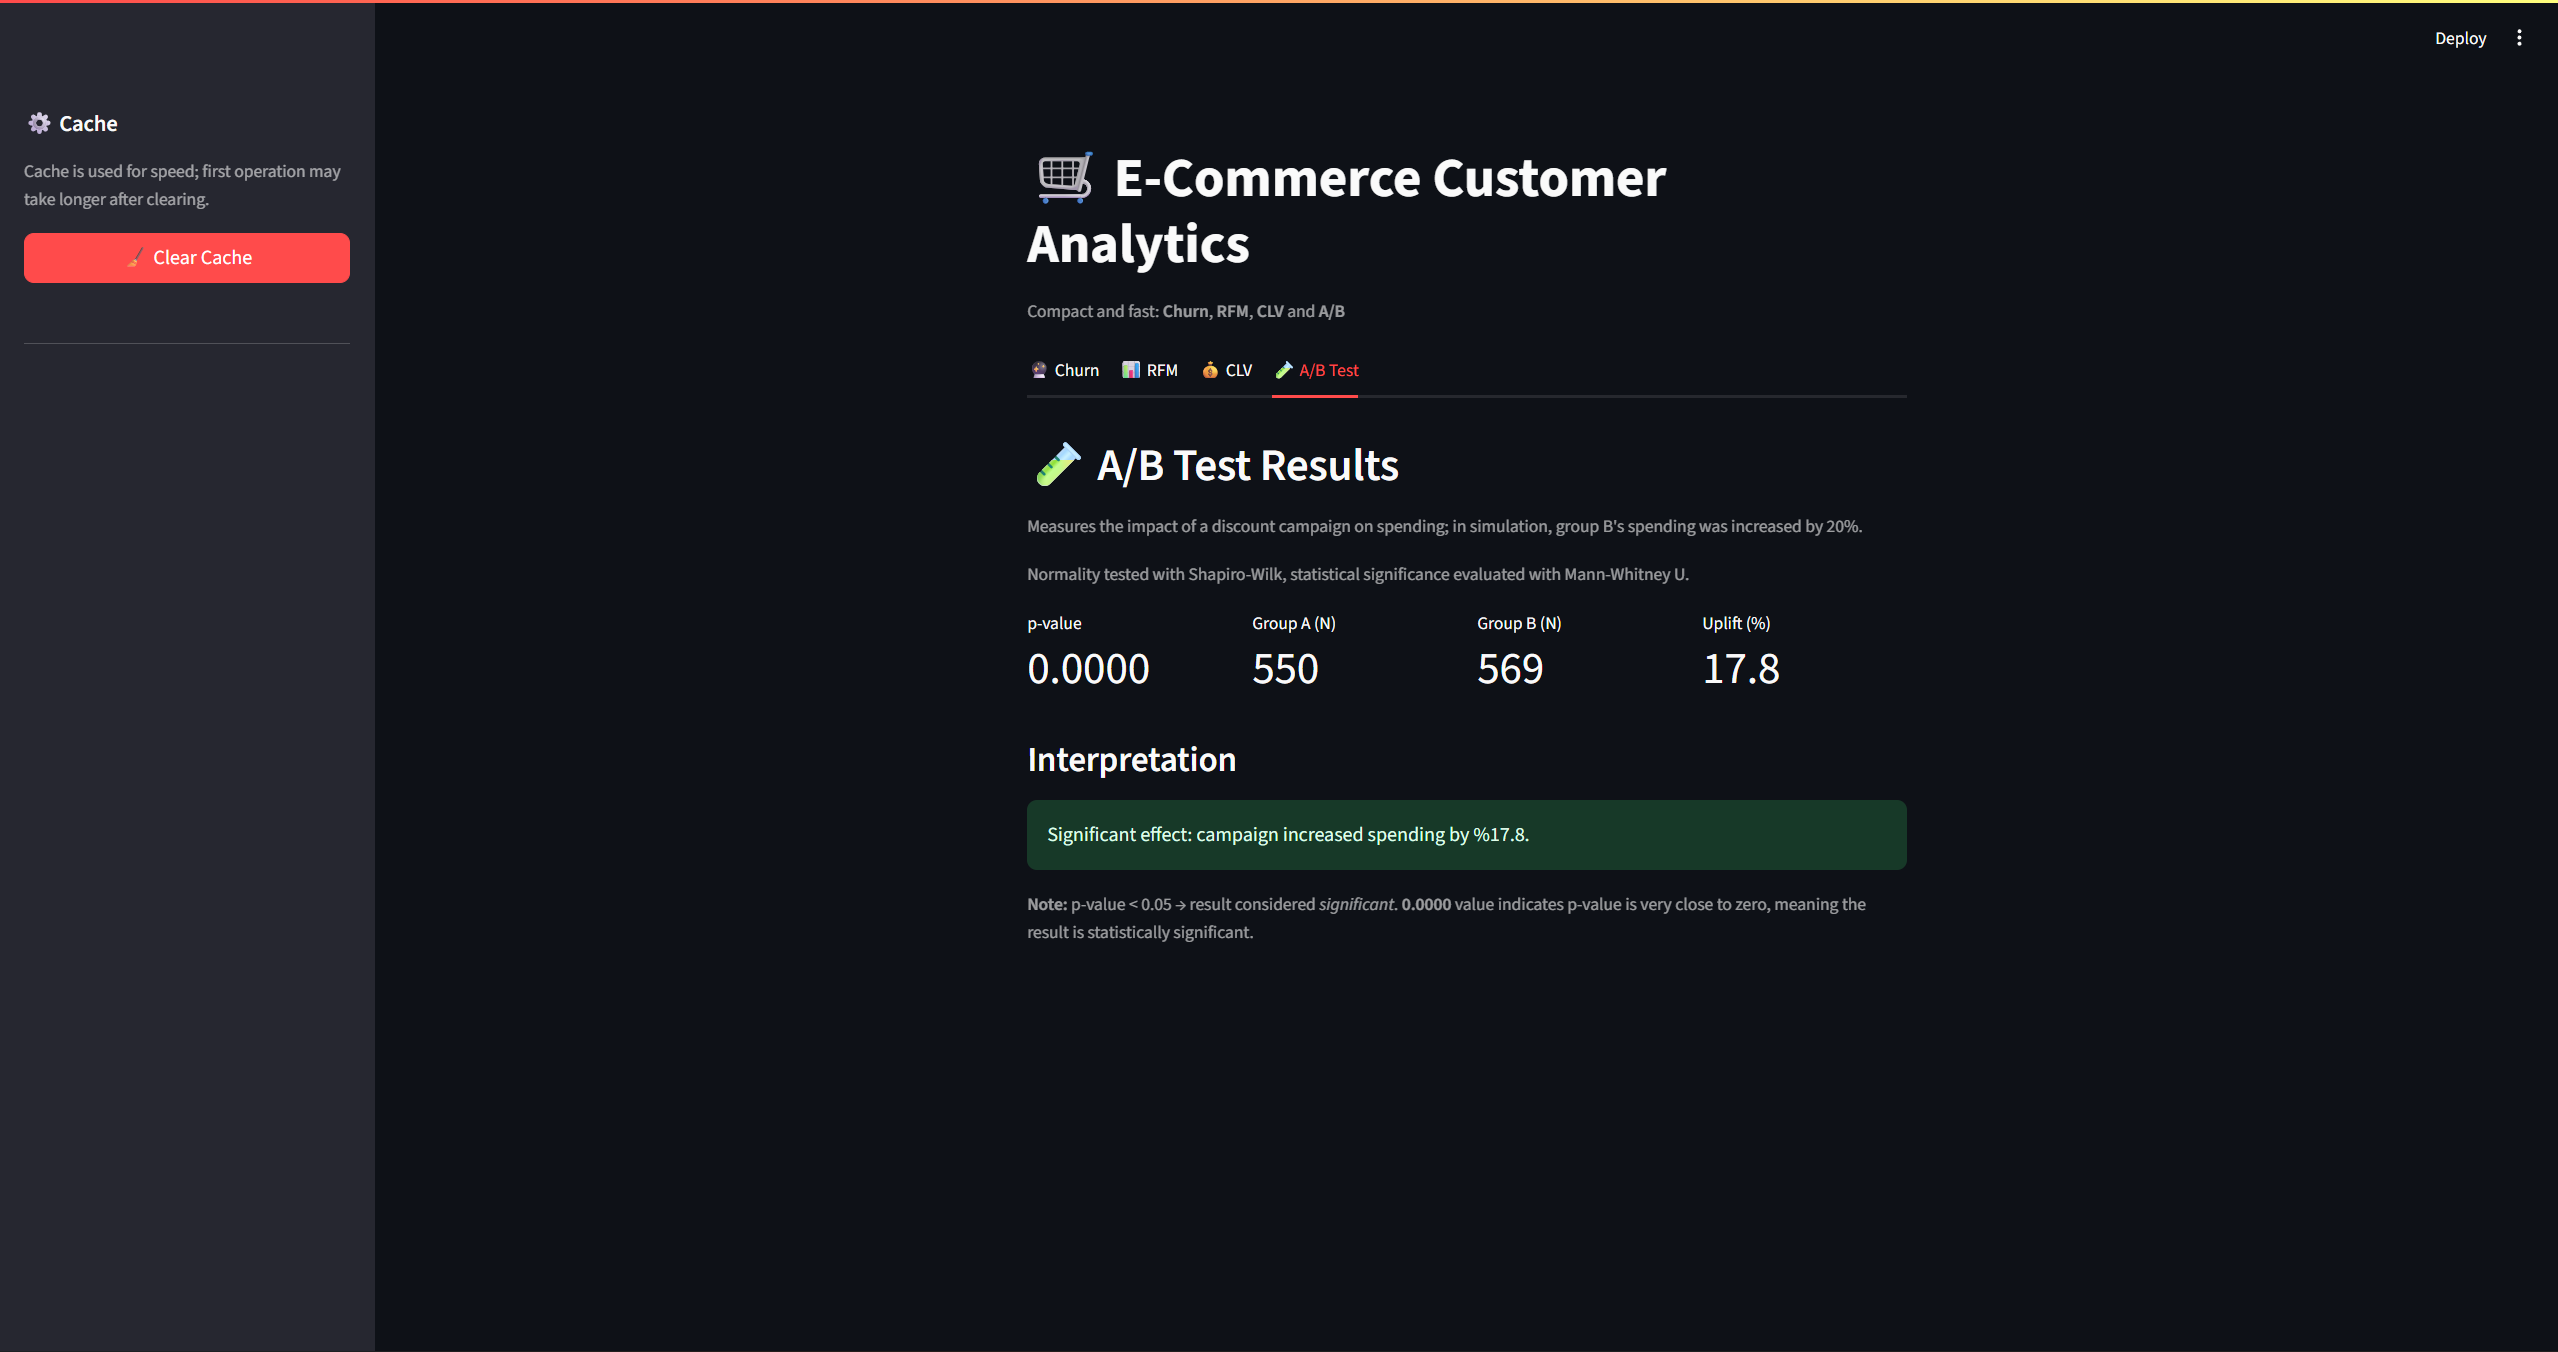 Deploy
Cache
Cache is used for speed; first operation may
take longer after clearing.
Clear Cache
E-Commerce Customer
Analytics
Compact and fast: Churn, RFM, CLV and A/B
Churn RFM CLV A/B Test
A/B Test Results
Measures the impact of a discount campaign on spending; in simulation, group B's spending was increased by 20%.
Normality tested with Shapiro-Wilk, statistical significance evaluated with Mann-Whitney U.
p-value Group A (N) Group B (N) Uplift (%)
0.0000 550 569 17.8
Interpretation
Significant effect: campaign increased spending by %17.8.
Note: p-value < 0.05 → result considered significant. 0.0000 value indicates p-value is very close to zero, meaning the
result is statistically significant.